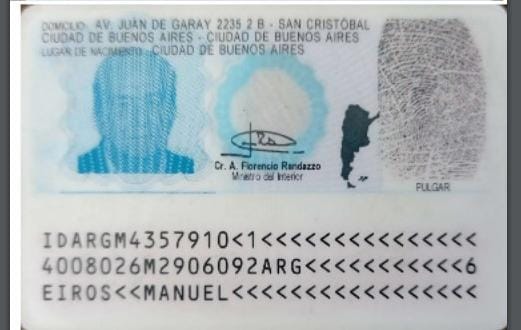 DOMICILIO: AV. JUAN DE GARAY 2235 2 B - SAN CRISTÓBAL
CIUDAD DE BUENOS AIRES - CIUDAD DE BUENOS AIRES
LUGAR DE NACIMIENTO: CIUDAD DE BUENOS AIRES
Cr. A. Florencio Randazzo
Ministro del Interior
PULGAR
IDARGM4357910<1<<<<<<<<<<<<<<<
4008026M2906092ARG<<<<<<<<<<<6
EIROS<<MANUEL<<<<<<<<<<<<<<<<<